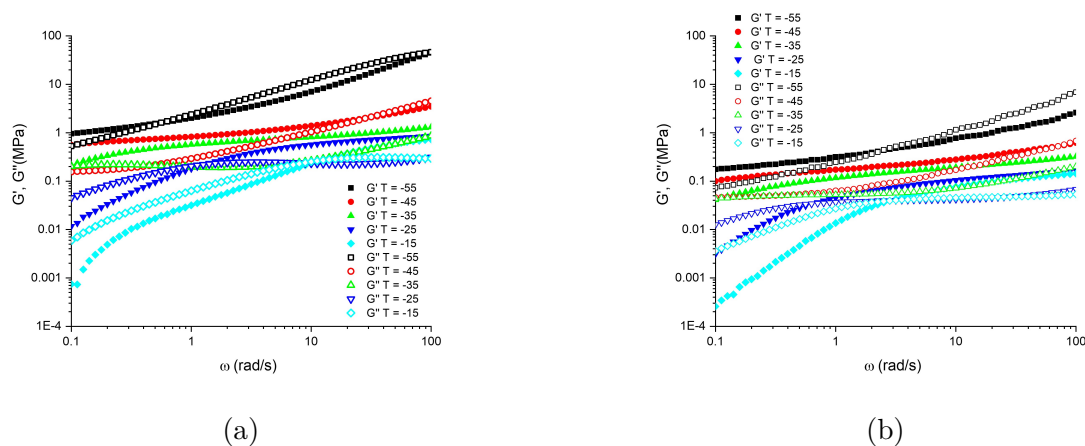 100
10
1
0.1
0.01
0.001
1E-4
G', G''(MPa)
0.1
1
10
100
ω (rad/s)
G' T = -55
G' T = -45
G' T = -35
G' T = -25
G' T = -15
G'' T = -55
G'' T = -45
G'' T = -35
G'' T = -25
G'' T = -15
(a)
G' T = -55
G' T = -45
G' T = -35
G' T = -25
G' T = -15
G'' T = -55
G'' T = -45
G'' T = -35
G'' T = -25
G'' T = -15
100
10
1
0.1
0.01
0.001
1E-4
G', G''(MPa)
0.1
1
10
100
ω (rad/s)
(b)